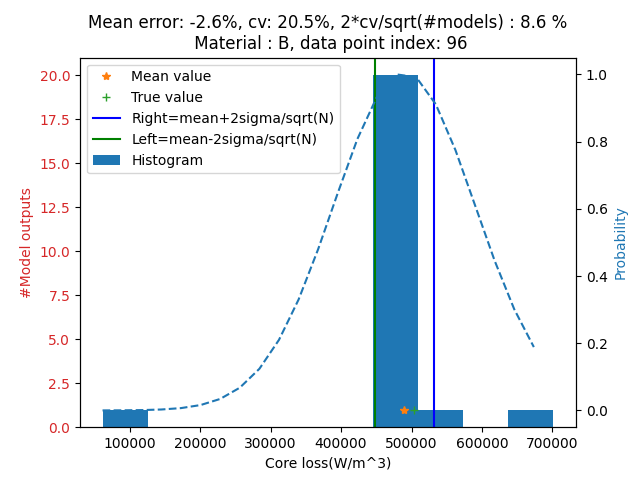 Mean error: -2.6%, cv: 20.5%, 2*cv/sqrt(#models) : 8.6 %
Material : B, data point index: 96
Mean value
True value
Right=mean+2sigma/sqrt(N)
Left=mean-2sigma/sqrt(N)
Histogram
#Model outputs
20.0
17.5
15.0
12.5
10.0
7.5
5.0
2.5
0.0
1.0
0.8
0.6
0.4
0.2
0.0
Probability
100000 200000 300000 400000 500000 600000 700000
Core loss(W/m^3)